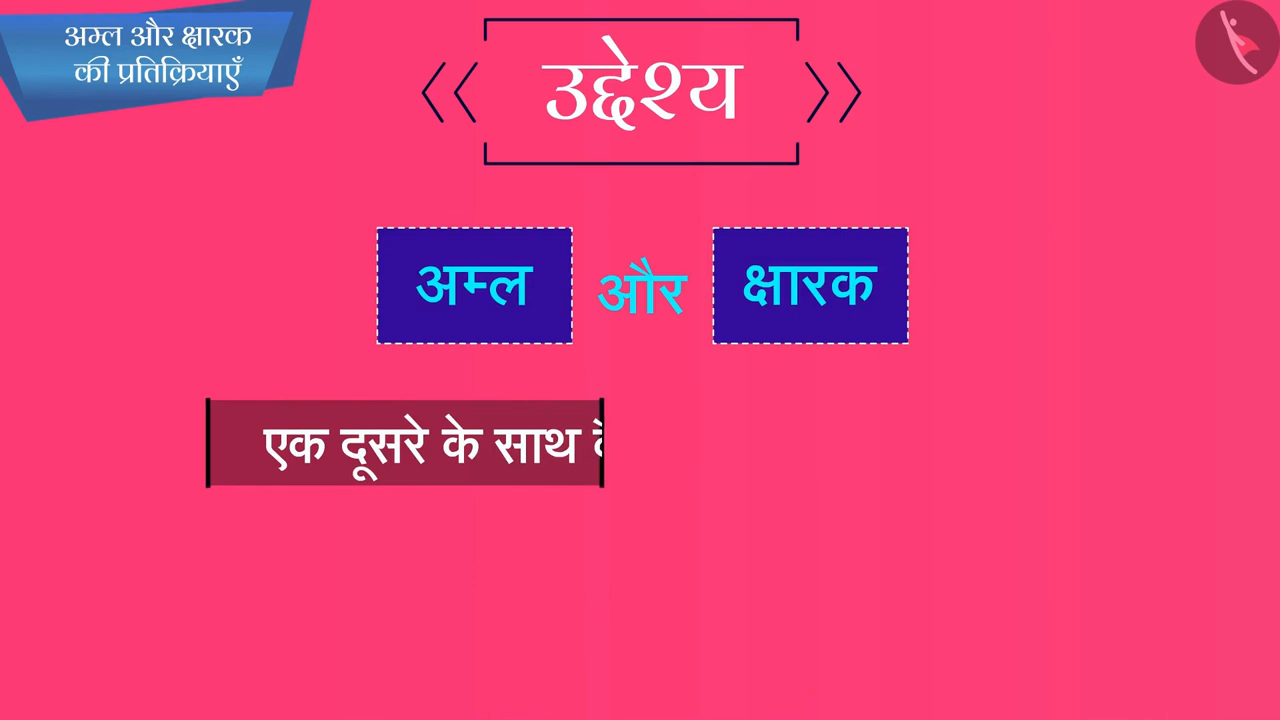 अम्ल और क्षारक
की प्रतिक्रियाएँ
उद्देश्य
अम्ल और क्षारक
एक दूसरे के साथ